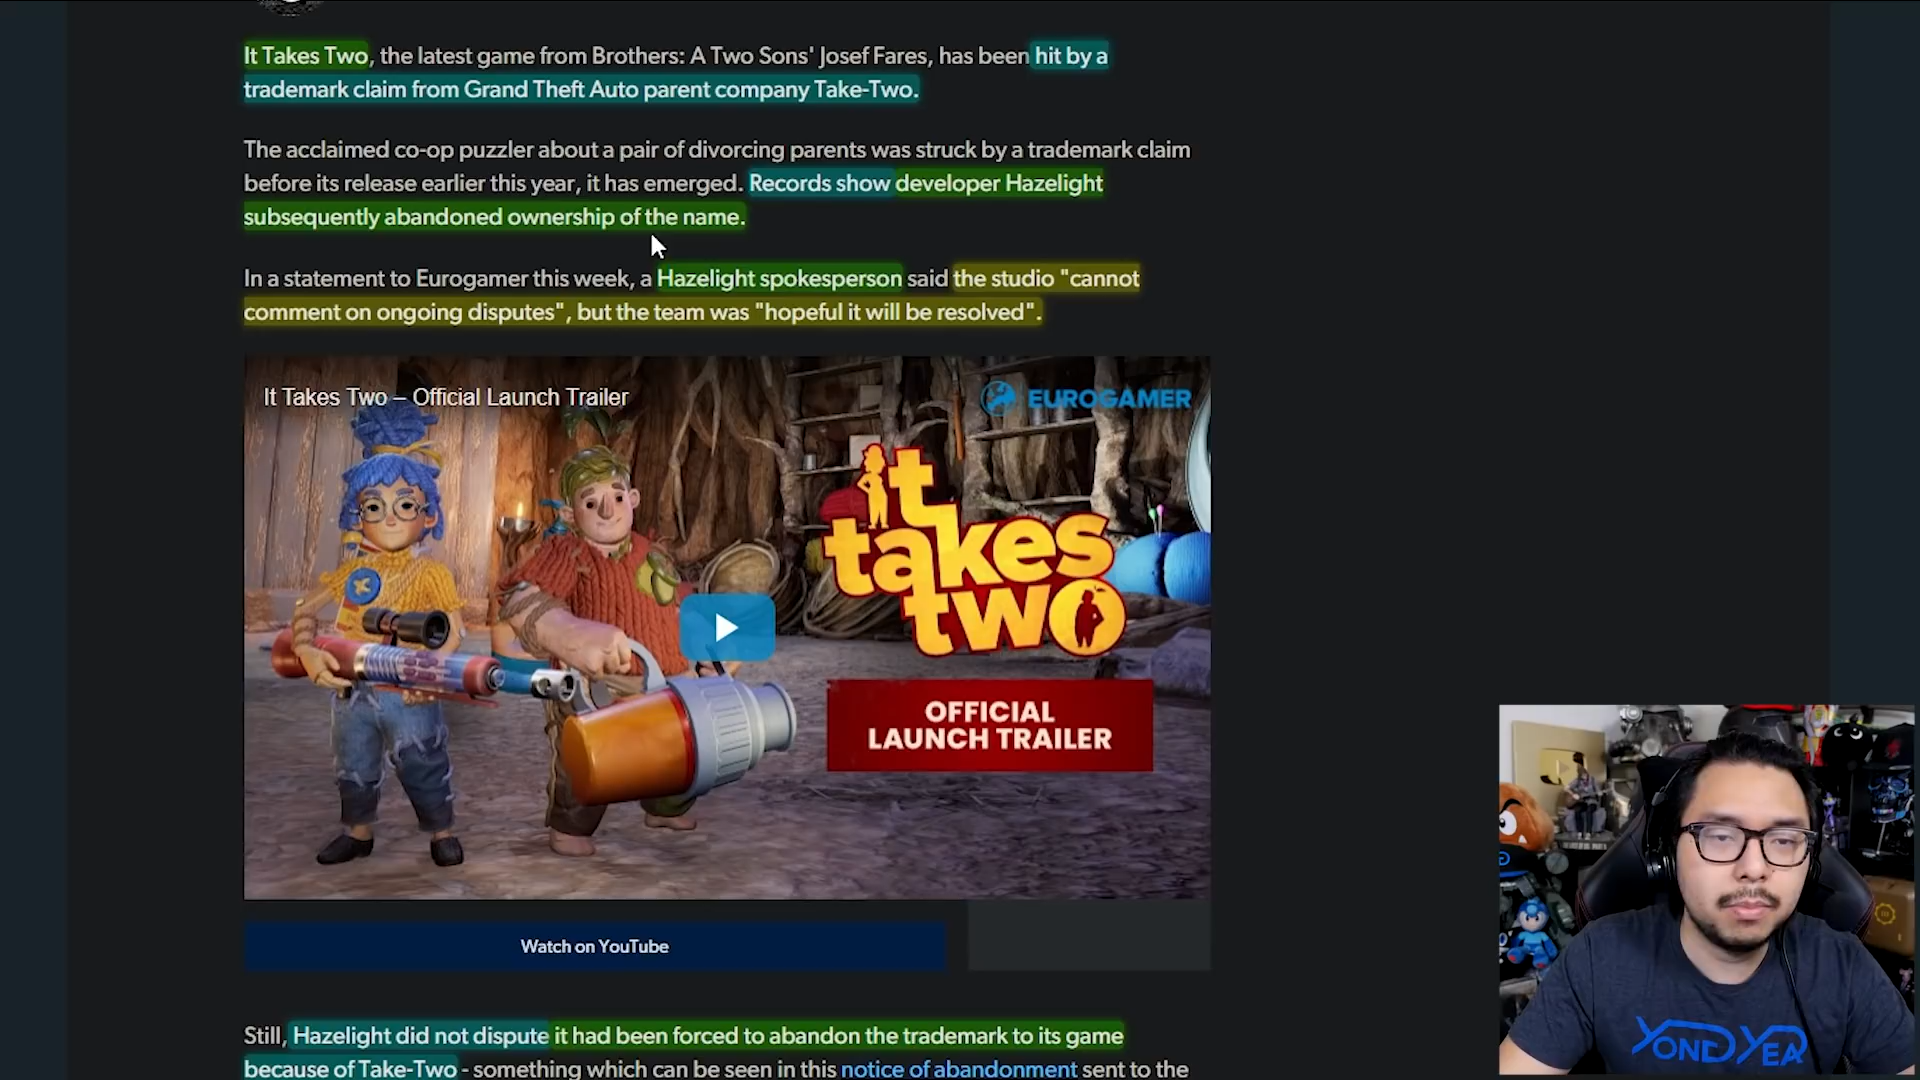 It Takes Two, the latest game from Brothers: A Two Sons' Josef Fares, has been hit by a
trademark claim from Grand Theft Auto parent company Take-Two.
The acclaimed co-op puzzler about a pair of divorcing parents was struck by a trademark claim
before its release earlier this year, it has emerged. Records show developer Hazelight
subsequently abandoned ownership of the name.
In a statement to Eurogamer this week, a Hazelight spokesperson said the studio "cannot
comment on ongoing disputes", but the team was "hopeful it will be resolved".
It Takes Two – Official Launch Trailer
EUROGAMER
it
takes
two
OFFICIAL
LAUNCH TRAILER
Watch on YouTube
Still, Hazelight did not dispute it had been forced to abandon the trademark to its game
because of Take-Two - something which can be seen in this notice of abandonment sent to the
YONGYEA